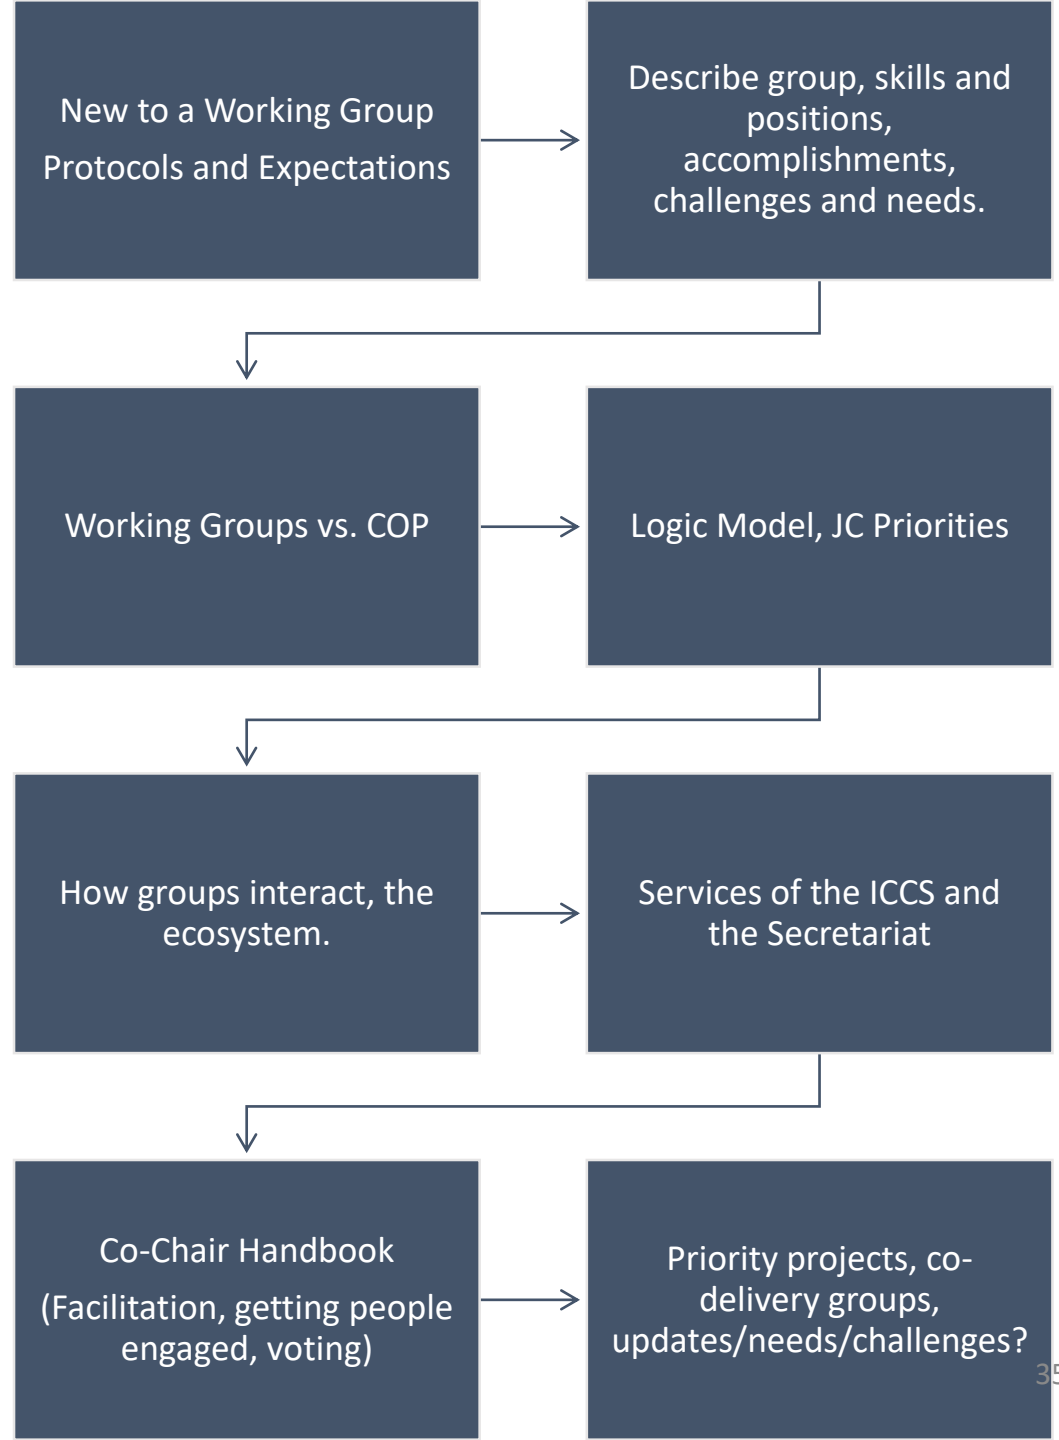 New to a Working Group
Protocols and Expectations
Describe group, skills and
positions,
accomplishments,
challenges and needs.
Working Groups vs. COP
Logic Model, JC Priorities
How groups interact, the
ecosystem.
Services of the ICCS and
the Secretariat
Co-Chair Handbook
(Facilitation, getting people
engaged, voting)
Priority projects, co-
delivery groups,
updates/needs/challenges?
35